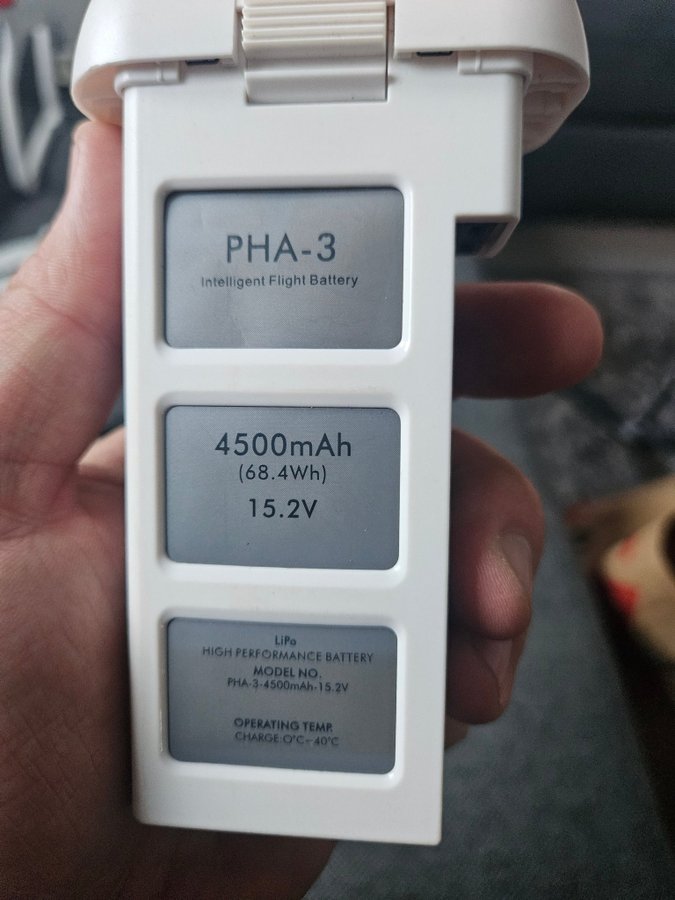 PHA-3
Intelligent Flight Battery
4500mAh
(68.4Wh)
15.2V
LiPo
HIGH PERFORMANCE BATTERY
MODEL NO.
PHA-3-4500mAh-15.2V
OPERATING TEMP.
CHARGE:O°C~40°C